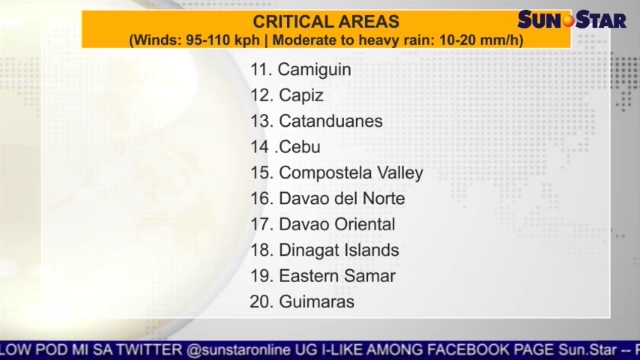 CRITICAL AREAS
SUN★STAR
(Winds: 95-110 kph | Moderate to heavy rain: 10-20 mm/h)
11. Camiguin
12. Capiz
13. Catanduanes
14 .Cebu
15. Compostela Valley
16. Davao del Norte
17. Davao Oriental
18. Dinagat Islands
19. Eastern Samar
20. Guimaras
LOW POD MI SA TWITTER @sunstaronline UG I-LIKE AMONG FACEBOOK PAGE Sun.Star --